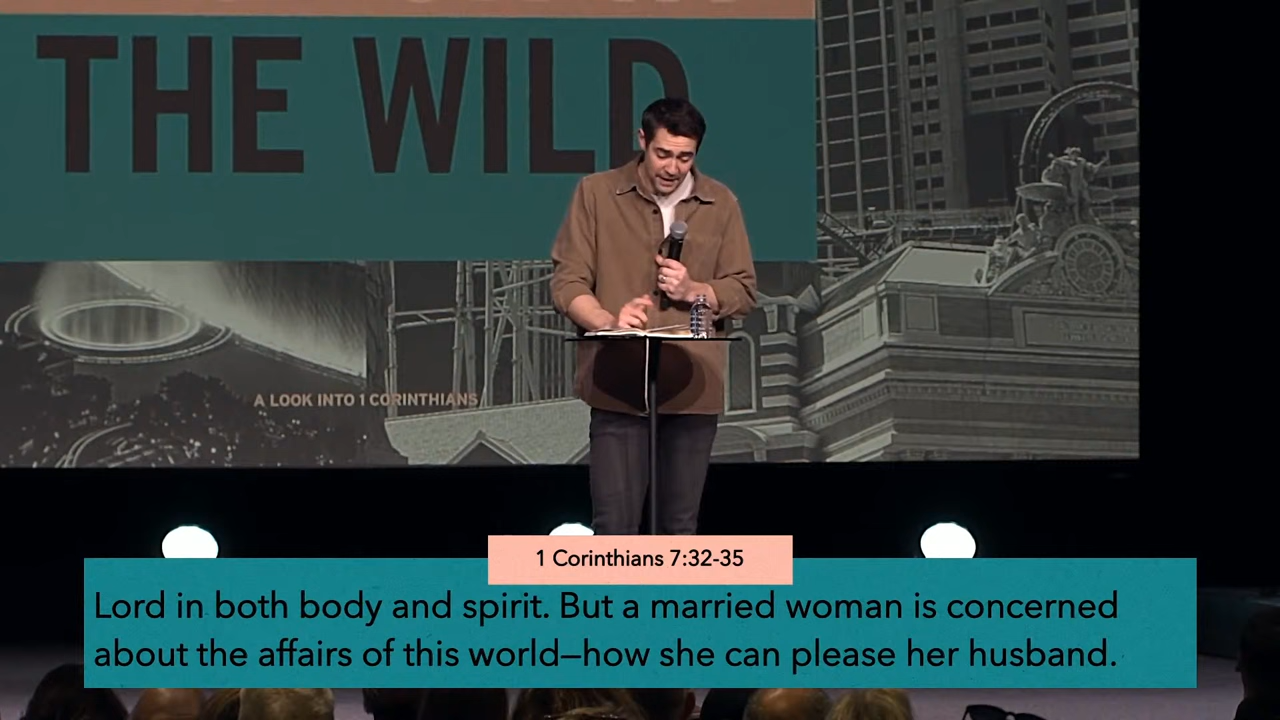 THE WILD
A LOOK INTO 1 CORINTHIANS
1 Corinthians 7:32-35
Lord in both body and spirit. But a married woman is concerned
about the affairs of this world—how she can please her husband.